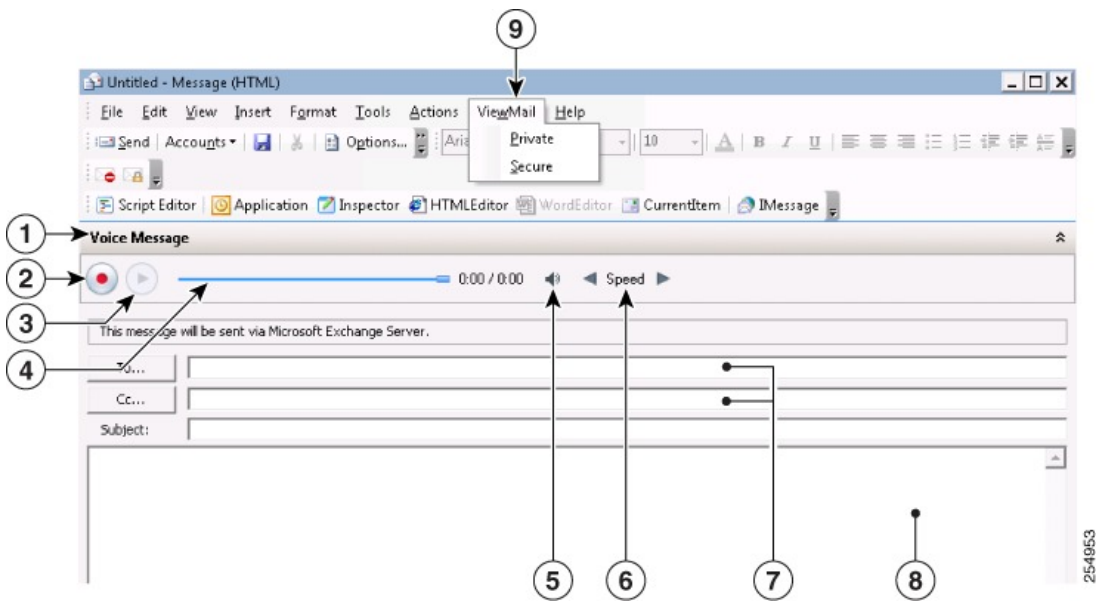 9
Untitled - Message (HTML)
File Edit View Insert Format Tools Actions ViewMail Help
Send Accounts Options... Aria 10 A B I U
Private
Secure
Script Editor Application Inspector HTMLEditor WordEditor CurrentItem IMessage
1 Voice Message
2 0:00 / 0:00 Speed
3 This message will be sent via Microsoft Exchange Server.
4 To...
Cc...
Subject:
5 6 7 8
254953